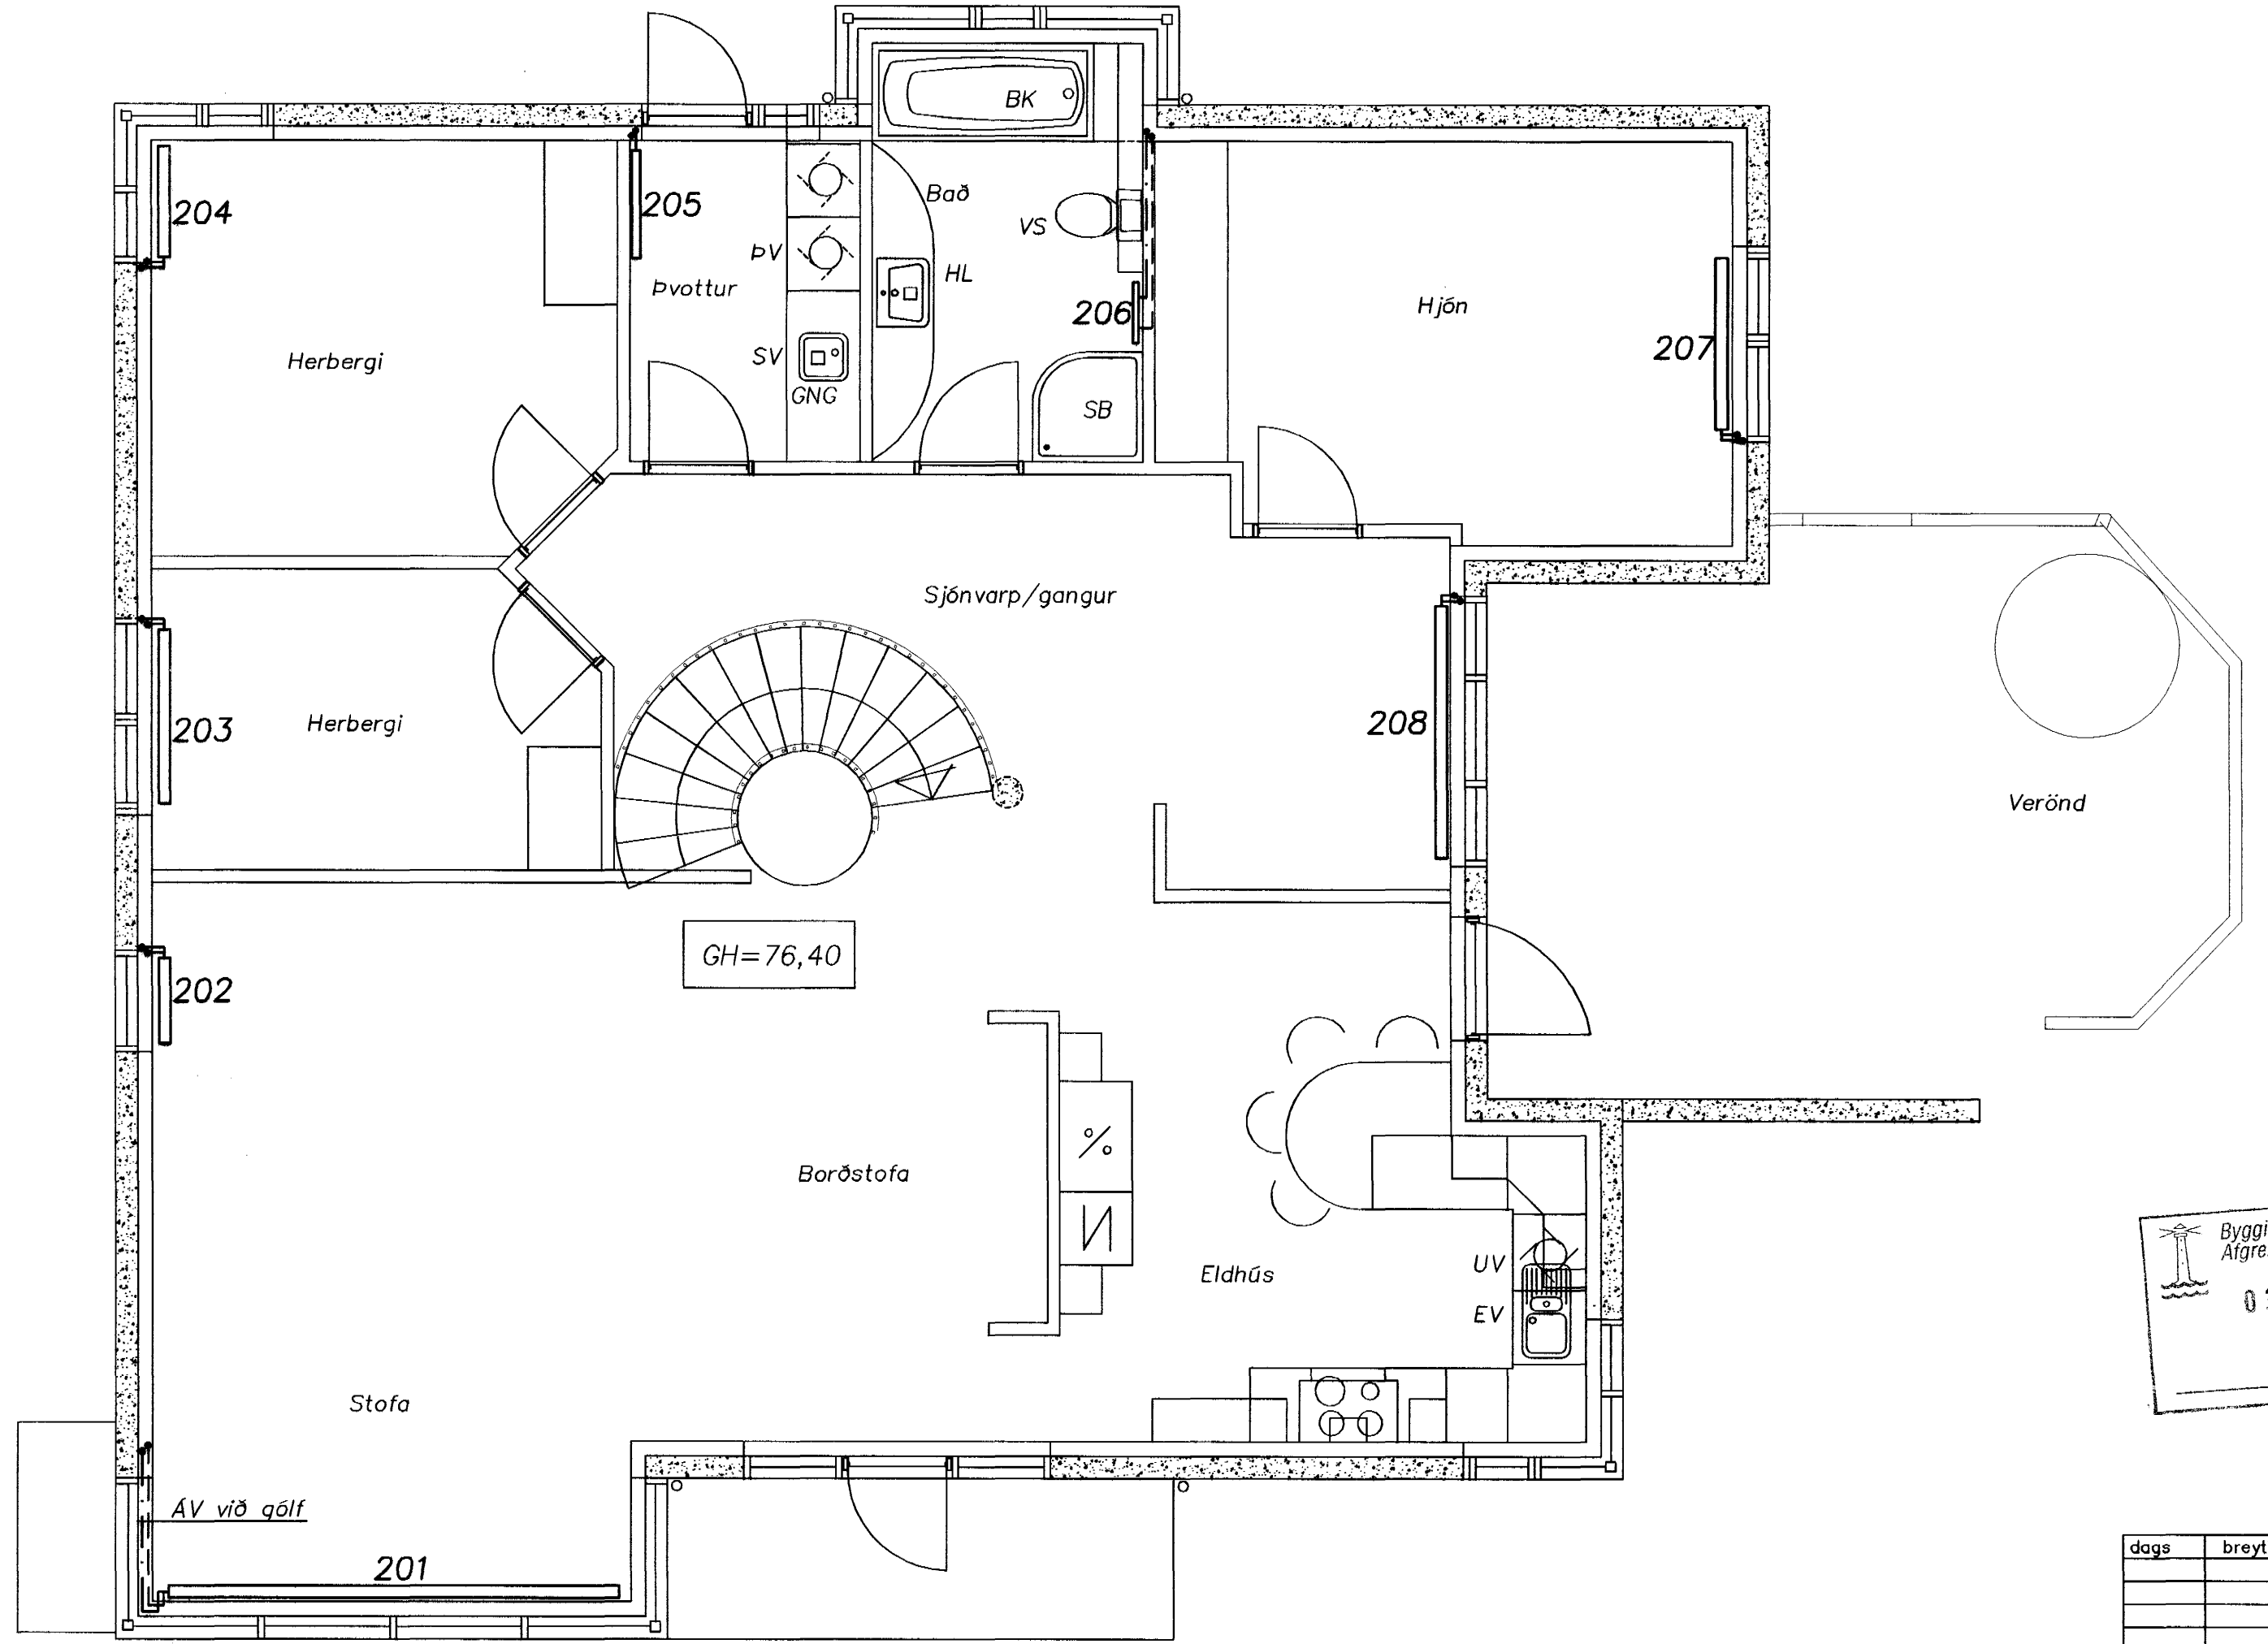 BK
204
205
Bað
VS
ÞV
HL
Þvottur
206
Hjón
207
Herbergi
SV
GNG
SB
Sjónvarp/gangur
203
Herbergi
208
Verönd
GH=76,40
202
%
Borðstofa
UV
Eldhús
EV
Stofa
ÁV við gólf
201
dags